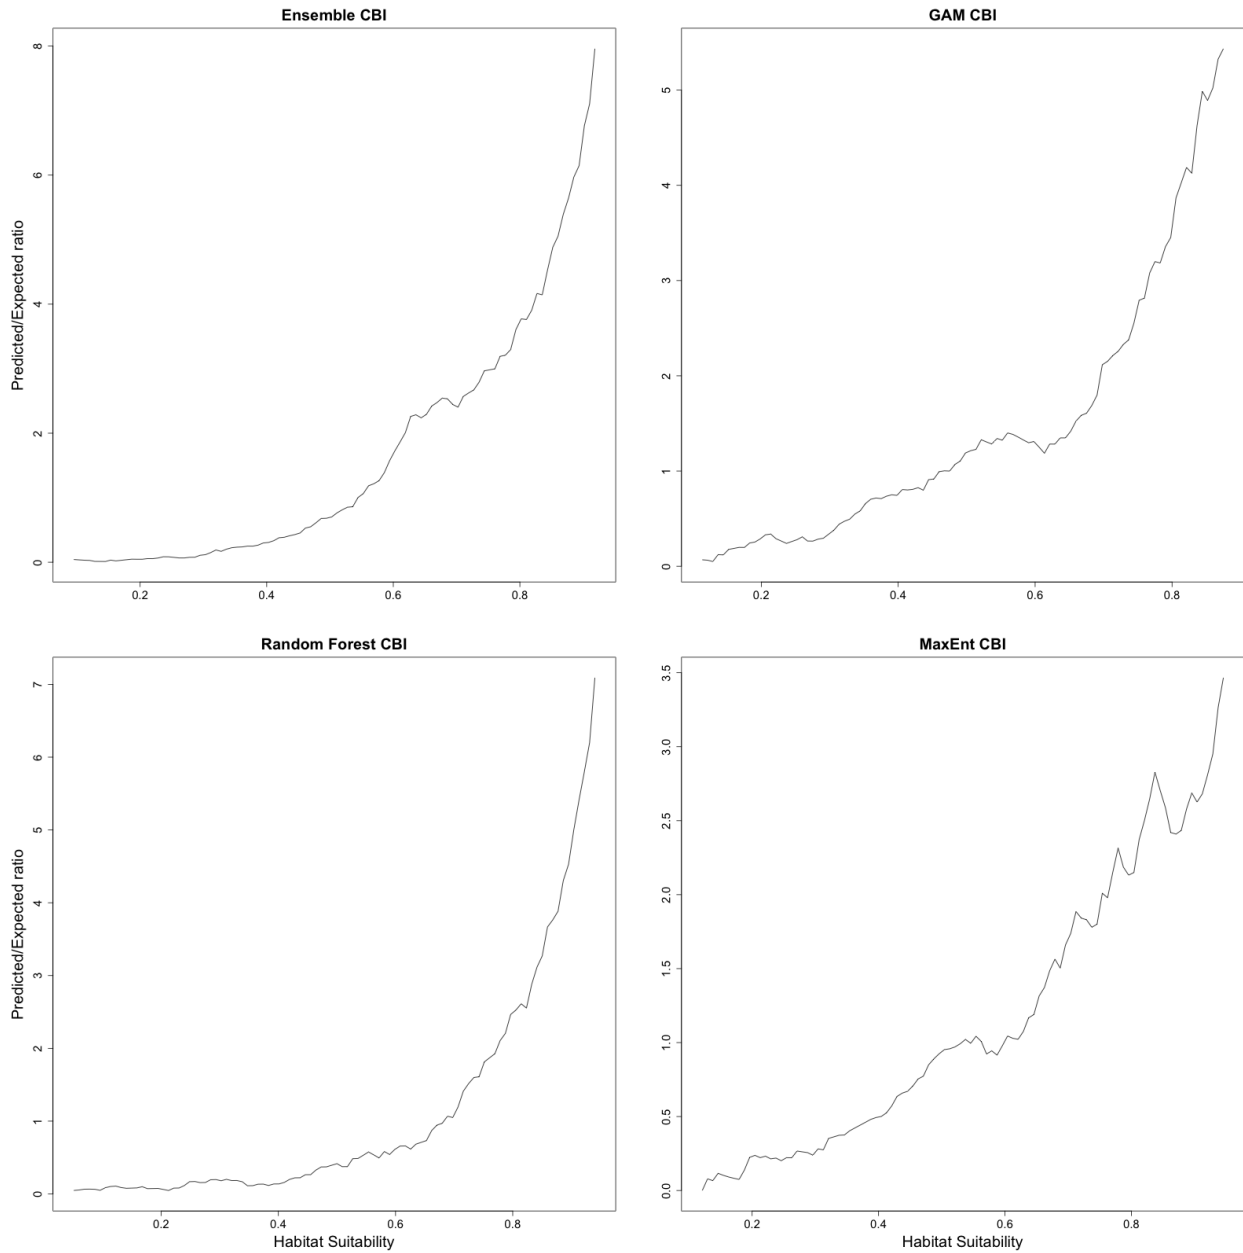 Ensemble CBI
Predicted/Expected ratio
0 2 4 6 8
0.2 0.4 0.6 0.8
GAM CBI
0 1 2 3 4 5
0.2 0.4 0.6 0.8
Random Forest CBI
Predicted/Expected ratio
0 1 2 3 4 5 6 7
0.2 0.4 0.6 0.8
Habitat Suitability
MaxEnt CBI
0.0 0.5 1.0 1.5 2.0 2.5 3.0 3.5
0.2 0.4 0.6 0.8
Habitat Suitability